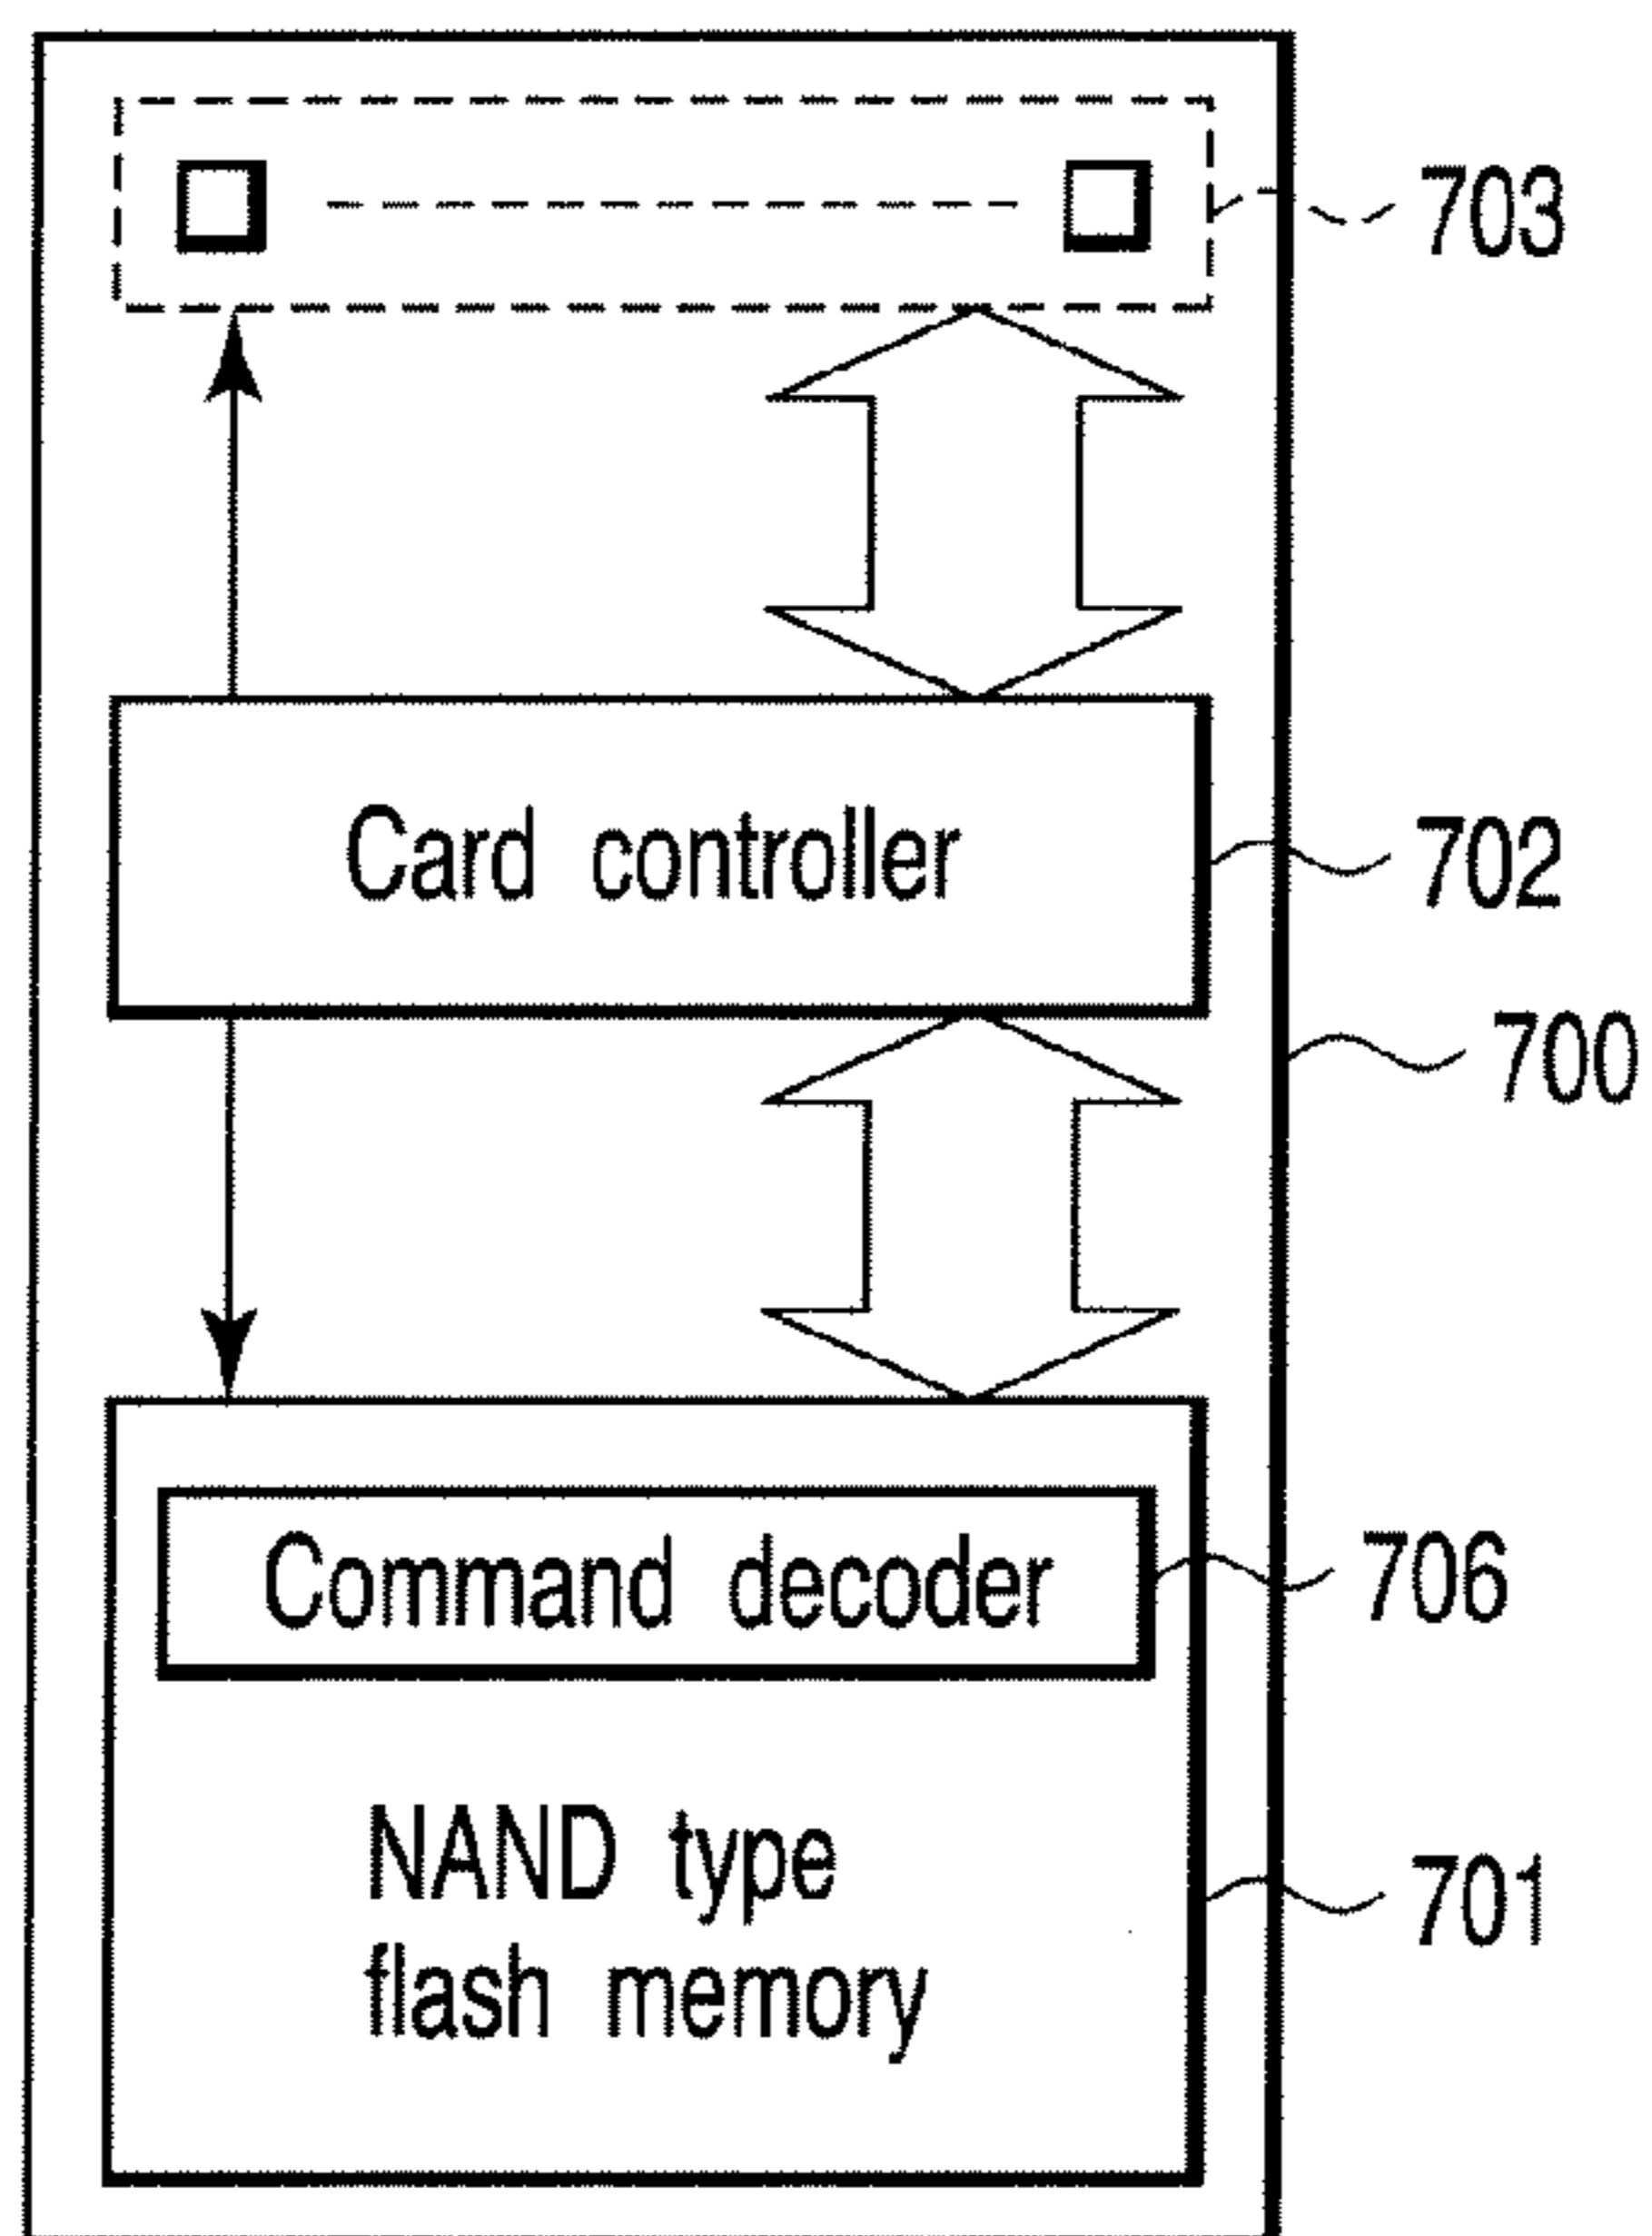 703
Card controller
702
700
Command decoder
706
NAND type
flash memory
701